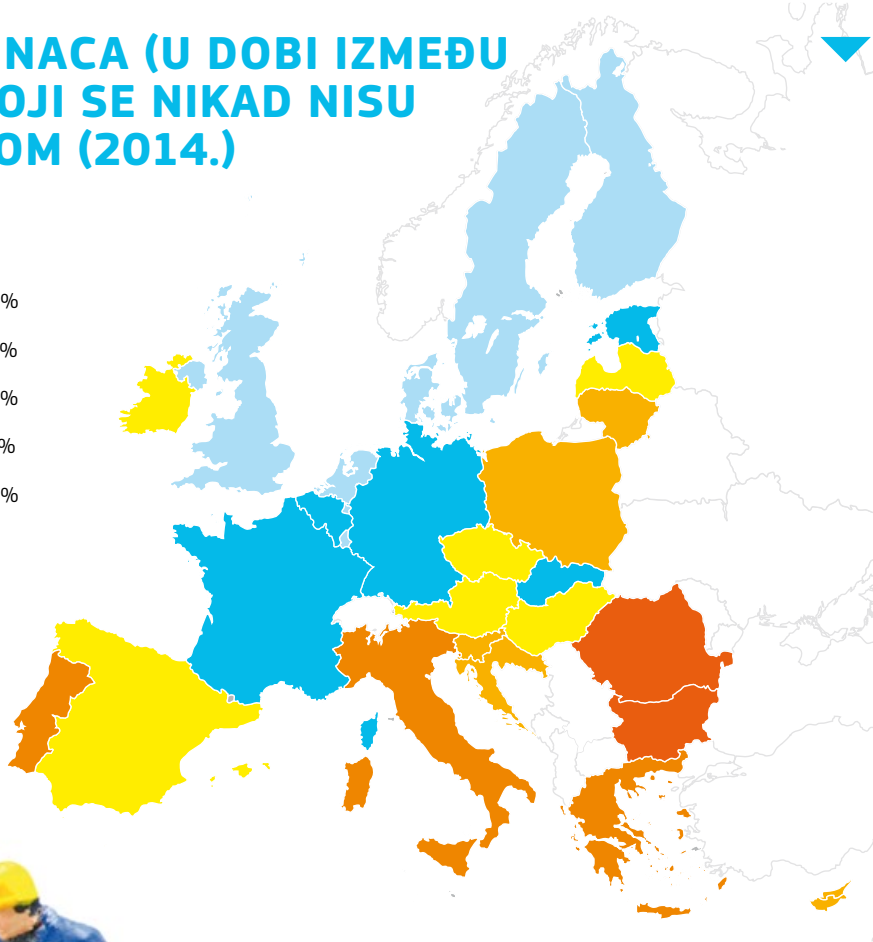 NACA (U DOBI IZMEĐU
OJI SE NIKAD NISU
OM (2014.)
%
%
%
%
%